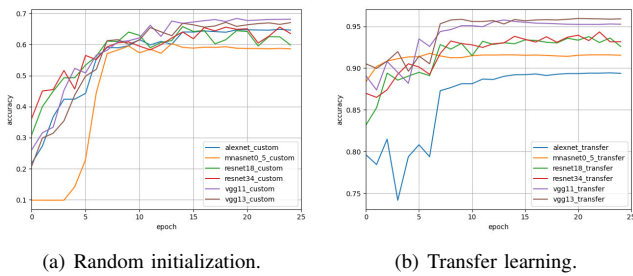 0.7
0.6
0.5
0.4
0.3
0.2
0.1
accuracy
0 5 10 15 20 25
epoch
alexnet_custom
mnasnet0_5_custom
resnet18_custom
resnet34_custom
vgg11_custom
vgg13_custom
(a) Random initialization.
0.95
0.90
0.85
0.80
0.75
accuracy
0 5 10 15 20 25
epoch
alexnet_transfer
mnasnet0_5_transfer
resnet18_transfer
resnet34_transfer
vgg11_transfer
vgg13_transfer
(b) Transfer learning.